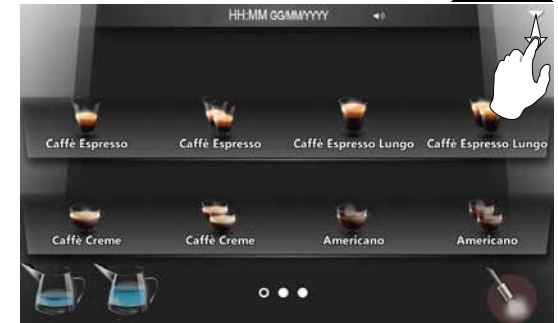 HH:MM GG/MM/YYYY
Caffè Espresso Caffè Espresso Caffè Espresso Lungo Caffè Espresso Lungo
Caffè Creme Caffè Creme Americano Americano